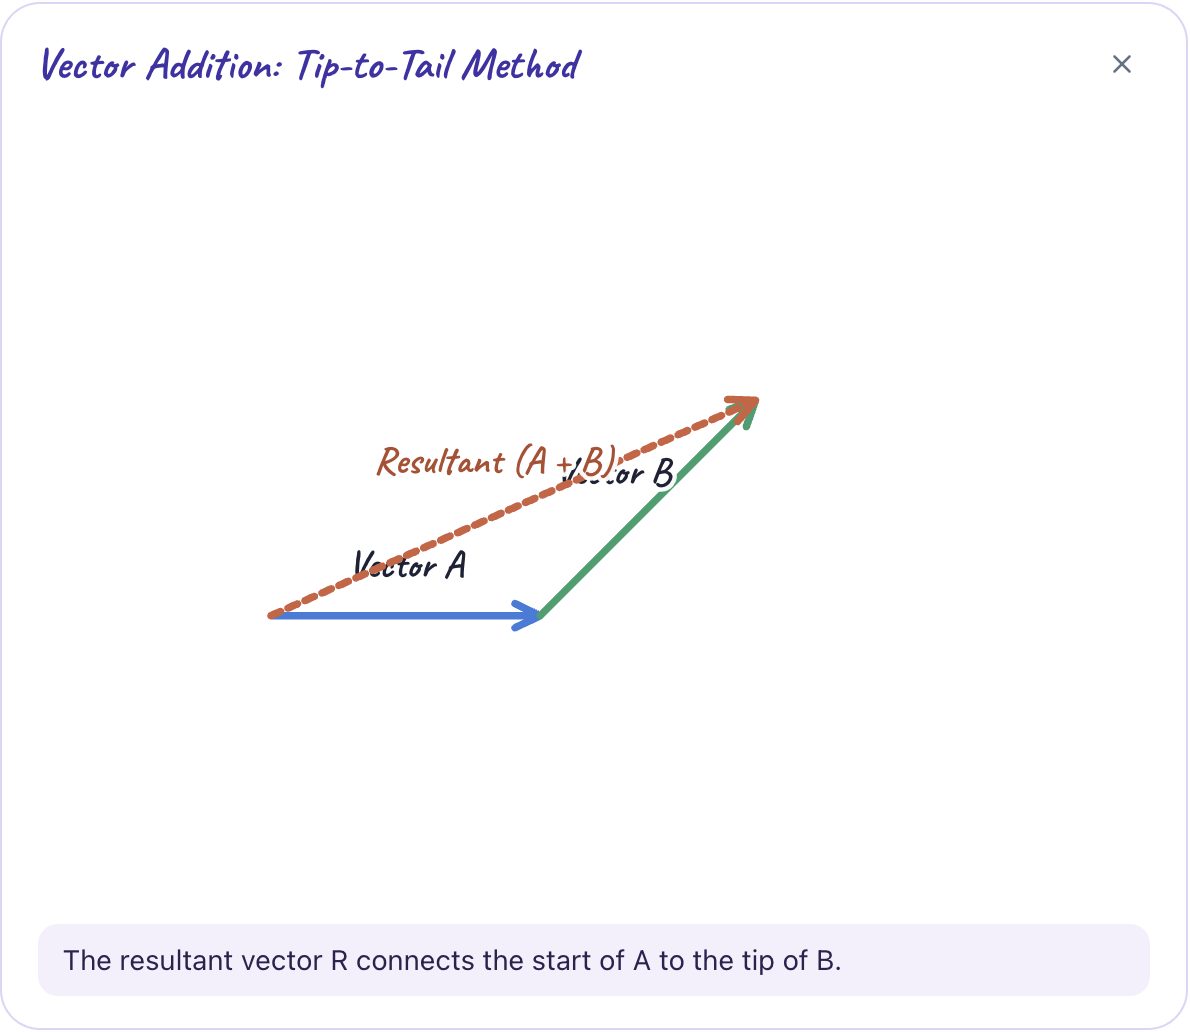 Vector Addition: Tip-to-Tail Method
Resultant (A + B)
Vector B
Vector A
The resultant vector R connects the start of A to the tip of B.